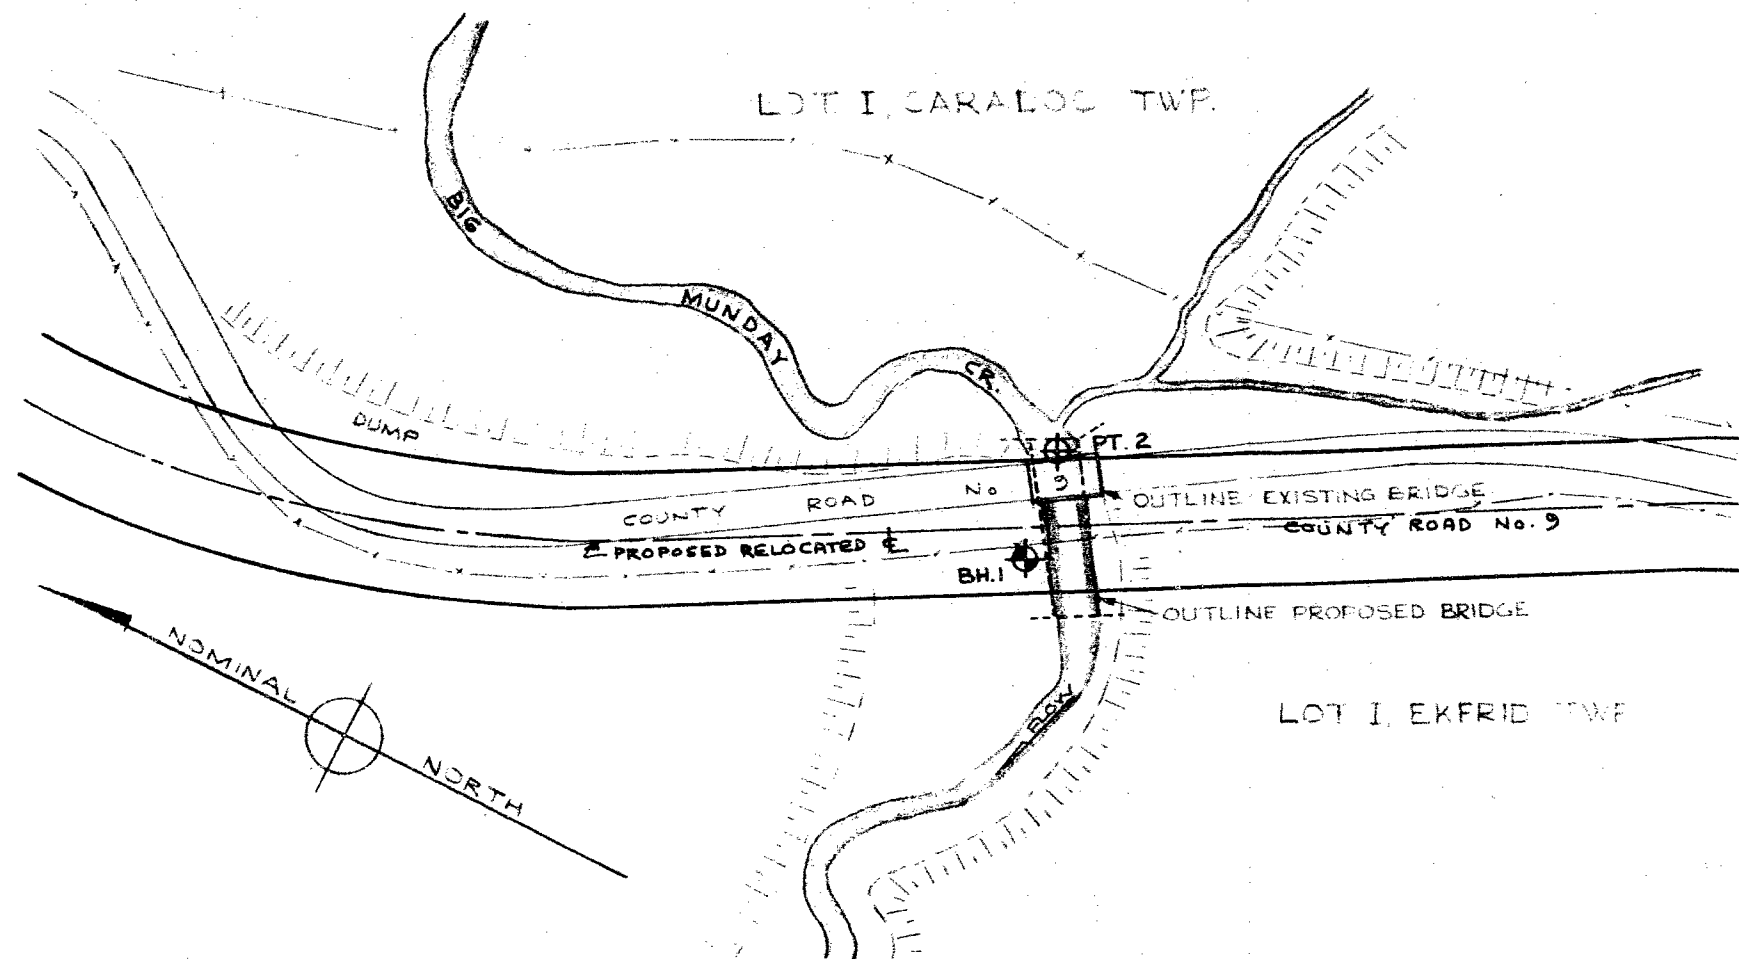 LOT I, CARADOC TWP.
BIG MUNDAY CR.
DUMP
PT. 2
COUNTY ROAD No 9
OUTLINE EXISTING BRIDGE
COUNTY ROAD No. 9
PROPOSED RELOCATED ℄
BH.1
OUTLINE PROPOSED BRIDGE
NOMINAL NORTH
FLOW
LOT I, EKFRID TWP